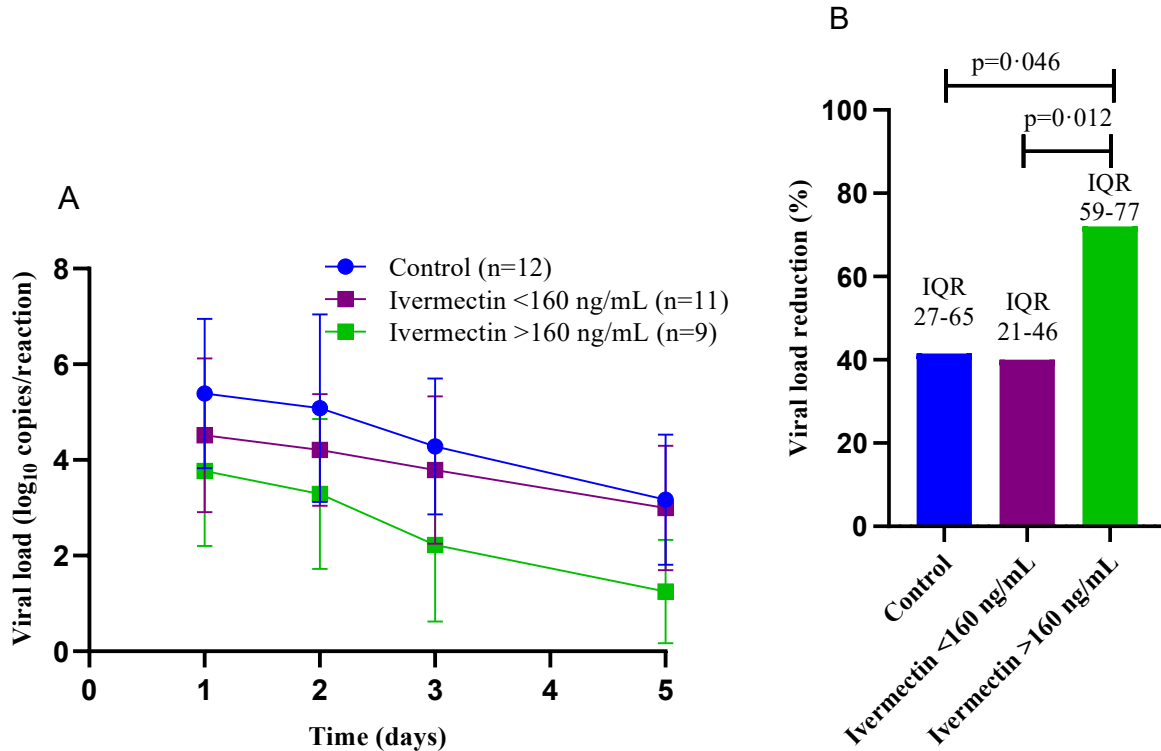 A
Viral load (log₁₀ copies/reaction)
8
6
4
2
0
Control (n=12)
Ivermectin <160 ng/mL (n=11)
Ivermectin >160 ng/mL (n=9)
0 1 2 3 4 5
Time (days)
B
p=0·046
p=0·012
Viral load reduction (%)
100
80
60
40
20
0
IQR
27-65
IQR
21-46
IQR
59-77
Control
Ivermectin <160 ng/mL
Ivermectin >160 ng/mL